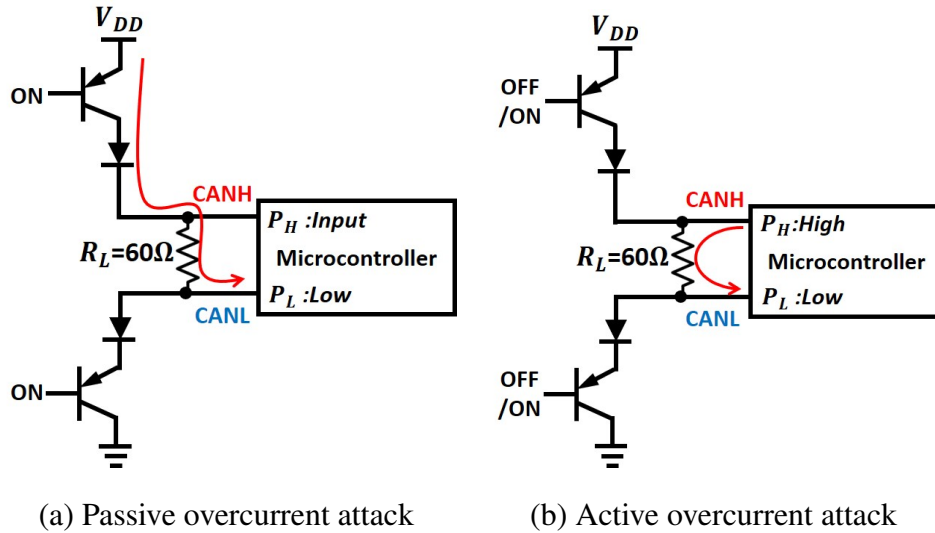 V_DD
ON
CANH
P_H :Input
R_L=60Ω
Microcontroller
P_L :Low
CANL
ON
(a) Passive overcurrent attack
V_DD
OFF
/ON
CANH
P_H :High
R_L=60Ω
Microcontroller
P_L :Low
CANL
OFF
/ON
(b) Active overcurrent attack